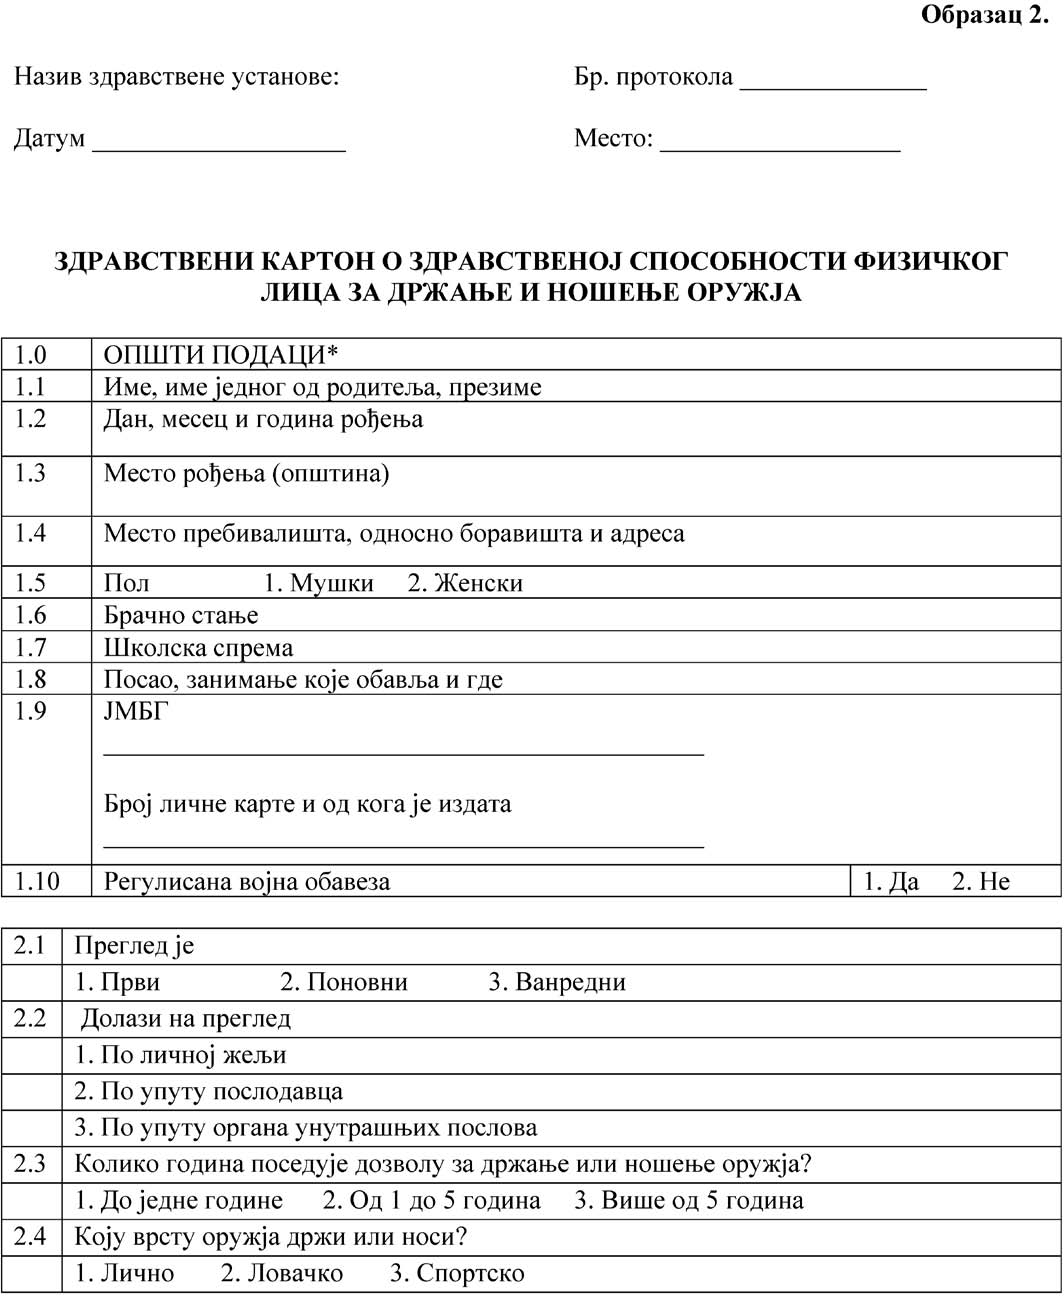 Образац 2.
Назив здравствене установе: Бр. протокола ______________
Датум ___________________ Место: __________________
ЗДРАВСТВЕНИ КАРТОН О ЗДРАВСТВЕНОЈ СПОСОБНОСТИ ФИЗИЧКОГ
ЛИЦА ЗА ДРЖАЊЕ И НОШЕЊЕ ОРУЖЈА
1.0 ОПШТИ ПОДАЦИ*
1.1 Име, име једног од родитеља, презиме
1.2 Дан, месец и година рођења
1.3 Место рођења (општина)
1.4 Место пребивалишта, односно боравишта и адреса
1.5 Пол 1. Мушки 2. Женски
1.6 Брачно стање
1.7 Школска спрема
1.8 Посао, занимање које обавља и где
1.9 ЈМБГ
_____________________________________________
Број личне карте и од кога је издата
_____________________________________________
1.10 Регулисана војна обавеза 1. Да 2. Не
2.1 Преглед је
1. Први 2. Поновни 3. Ванредни
2.2 Долази на преглед
1. По личној жељи
2. По упуту послодавца
3. По упуту органа унутрашњих послова
2.3 Колико година поседује дозволу за држање или ношење оружја?
1. До једне године 2. Од 1 до 5 година 3. Више од 5 година
2.4 Коју врсту оружја држи или носи?
1. Лично 2. Ловачко 3. Спортско